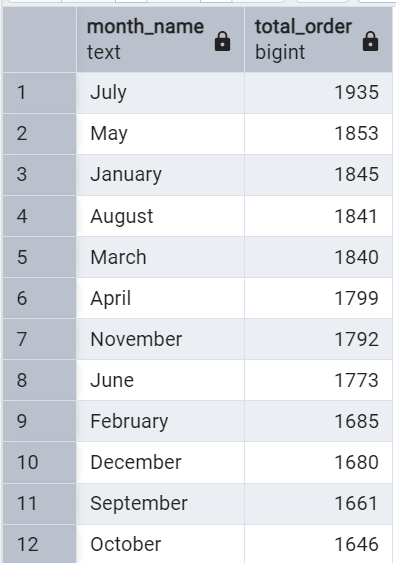 month_name total_order
text bigint
1 July 1935
2 May 1853
3 January 1845
4 August 1841
5 March 1840
6 April 1799
7 November 1792
8 June 1773
9 February 1685
10 December 1680
11 September 1661
12 October 1646